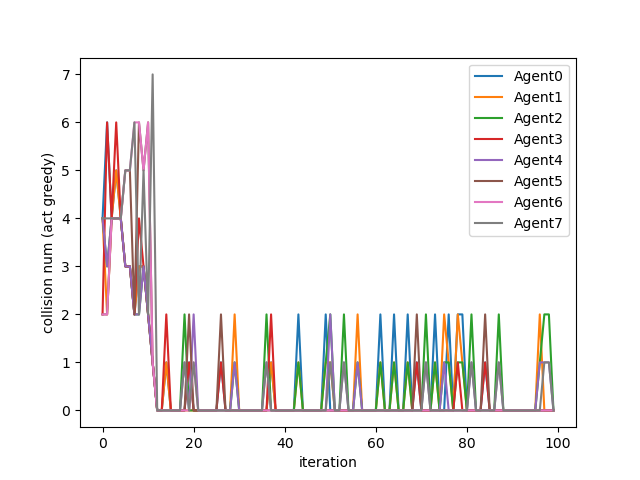 collision num (act greedy)
7
6
5
4
3
2
1
0
0 20 40 60 80 100
iteration
Agent0
Agent1
Agent2
Agent3
Agent4
Agent5
Agent6
Agent7